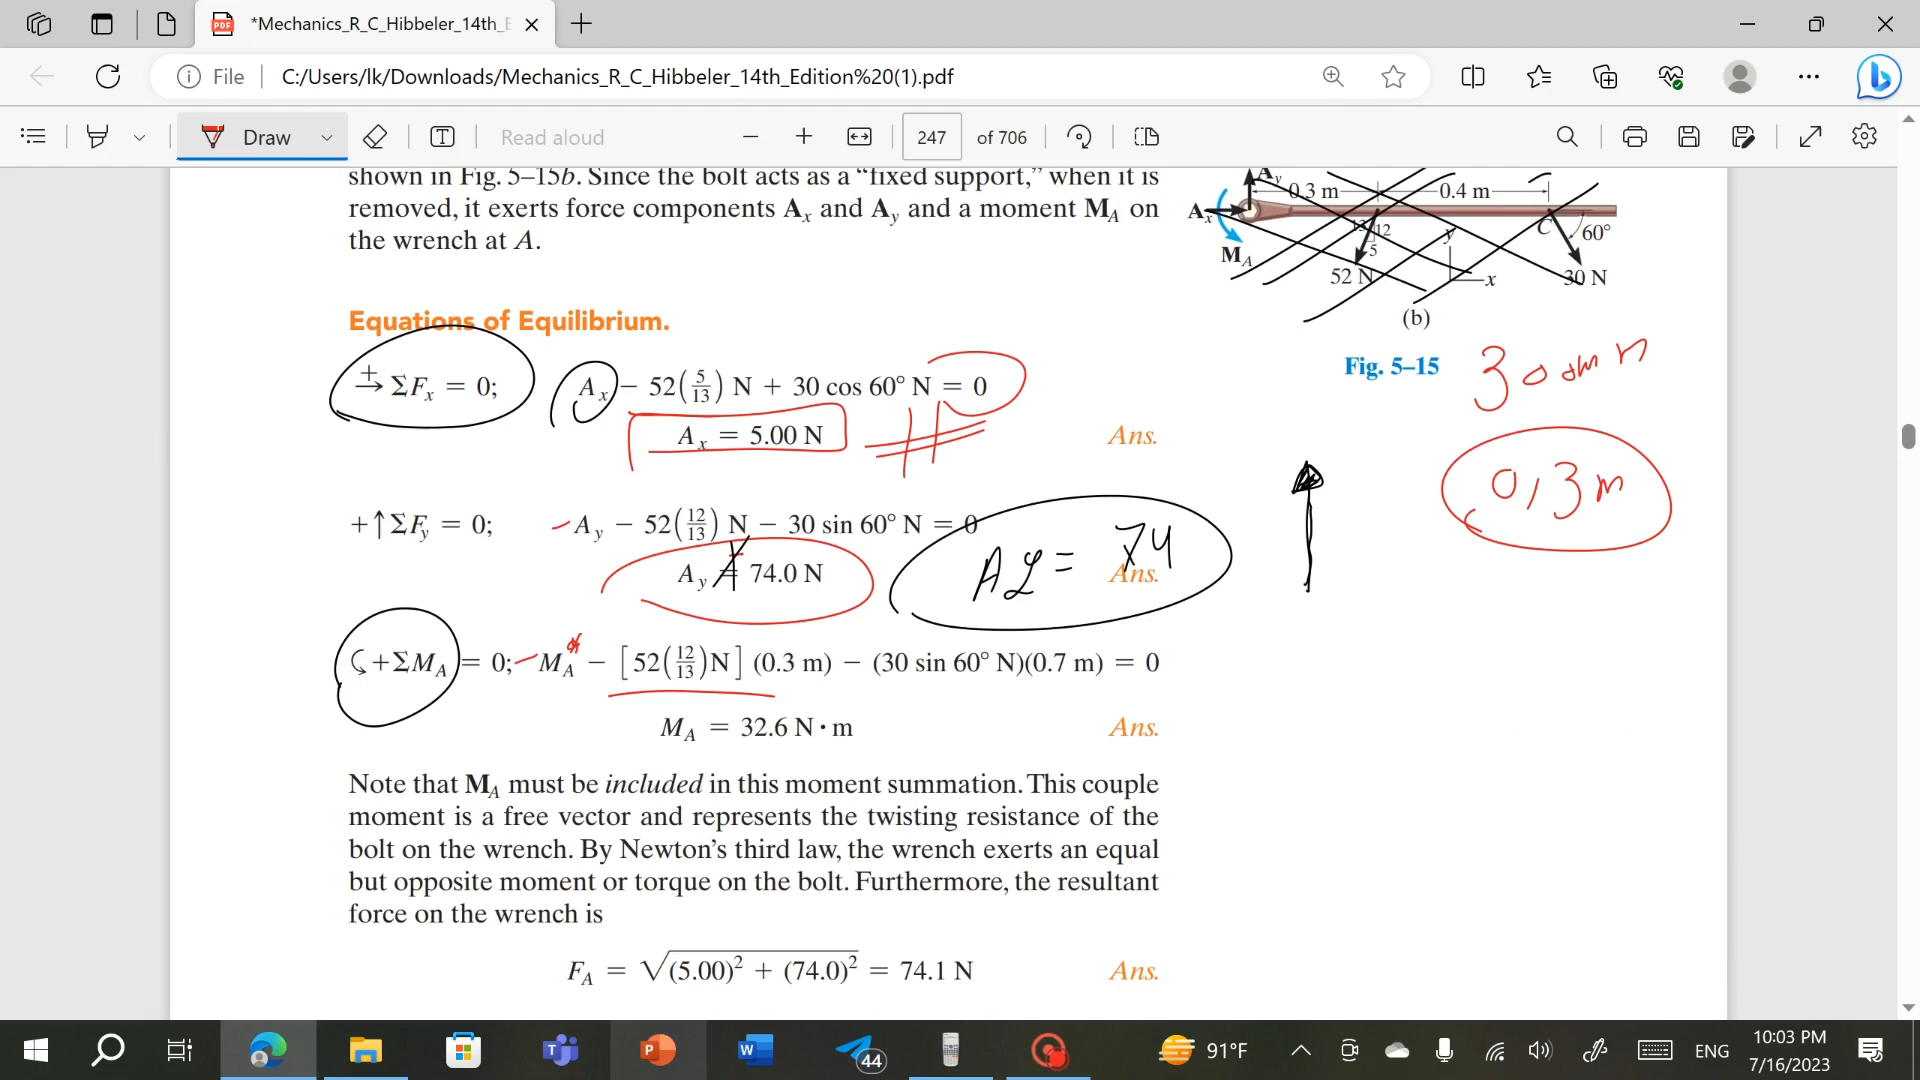 *Mechanics_R_C_Hibbeler_14th_E
File
C:/Users/lk/Downloads/Mechanics_R_C_Hibbeler_14th_Edition%20(1).pdf
Draw
Read aloud
247
of 706
shown in Fig. 5–15b. Since the bolt acts as a “fixed support,” when it is
removed, it exerts force components Ax and Ay and a moment MA on
the wrench at A.
Ay
0.3 m
0.4 m
Ax
MA
13
12
5
52 N
y
x
C
60°
30 N
(b)
Fig. 5–15
300 mm
0,3 m
Equations of Equilibrium.
+→ ΣFx = 0; Ax − 52(5/13) N + 30 cos 60° N = 0
Ax = 5.00 N Ans.
+↑ΣFy = 0; − Ay − 52(12/13) N − 30 sin 60° N = 0
Ay = 74.0 N Ans.
Ay = 74
⤹+ΣMA = 0; − MA − [52(12/13)N] (0.3 m) − (30 sin 60° N)(0.7 m) = 0
MA = 32.6 N · m Ans.
Note that MA must be included in this moment summation. This couple
moment is a free vector and represents the twisting resistance of the
bolt on the wrench. By Newton’s third law, the wrench exerts an equal
but opposite moment or torque on the bolt. Furthermore, the resultant
force on the wrench is
FA = √(5.00)² + (74.0)² = 74.1 N Ans.
44
91°F
ENG
10:03 PM
7/16/2023